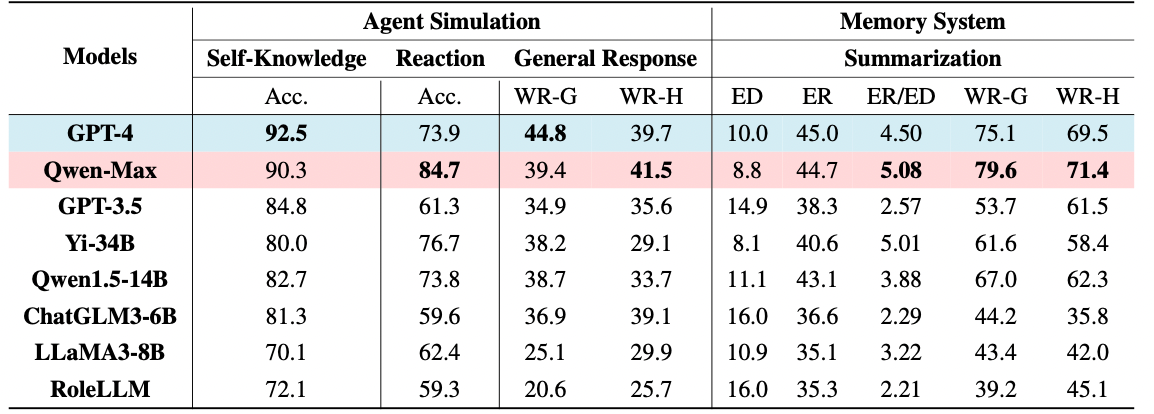 Models Agent Simulation Memory System
Self-Knowledge Reaction General Response Summarization
Acc. Acc. WR-G WR-H ED ER ER/ED WR-G WR-H
GPT-4 92.5 73.9 44.8 39.7 10.0 45.0 4.50 75.1 69.5
Qwen-Max 90.3 84.7 39.4 41.5 8.8 44.7 5.08 79.6 71.4
GPT-3.5 84.8 61.3 34.9 35.6 14.9 38.3 2.57 53.7 61.5
Yi-34B 80.0 76.7 38.2 29.1 8.1 40.6 5.01 61.6 58.4
Qwen1.5-14B 82.7 73.8 38.7 33.7 11.1 43.1 3.88 67.0 62.3
ChatGLM3-6B 81.3 59.6 36.9 39.1 16.0 36.6 2.29 44.2 35.8
LLaMA3-8B 70.1 62.4 25.1 29.9 10.9 35.1 3.22 43.4 42.0
RoleLLM 72.1 59.3 20.6 25.7 16.0 35.3 2.21 39.2 45.1